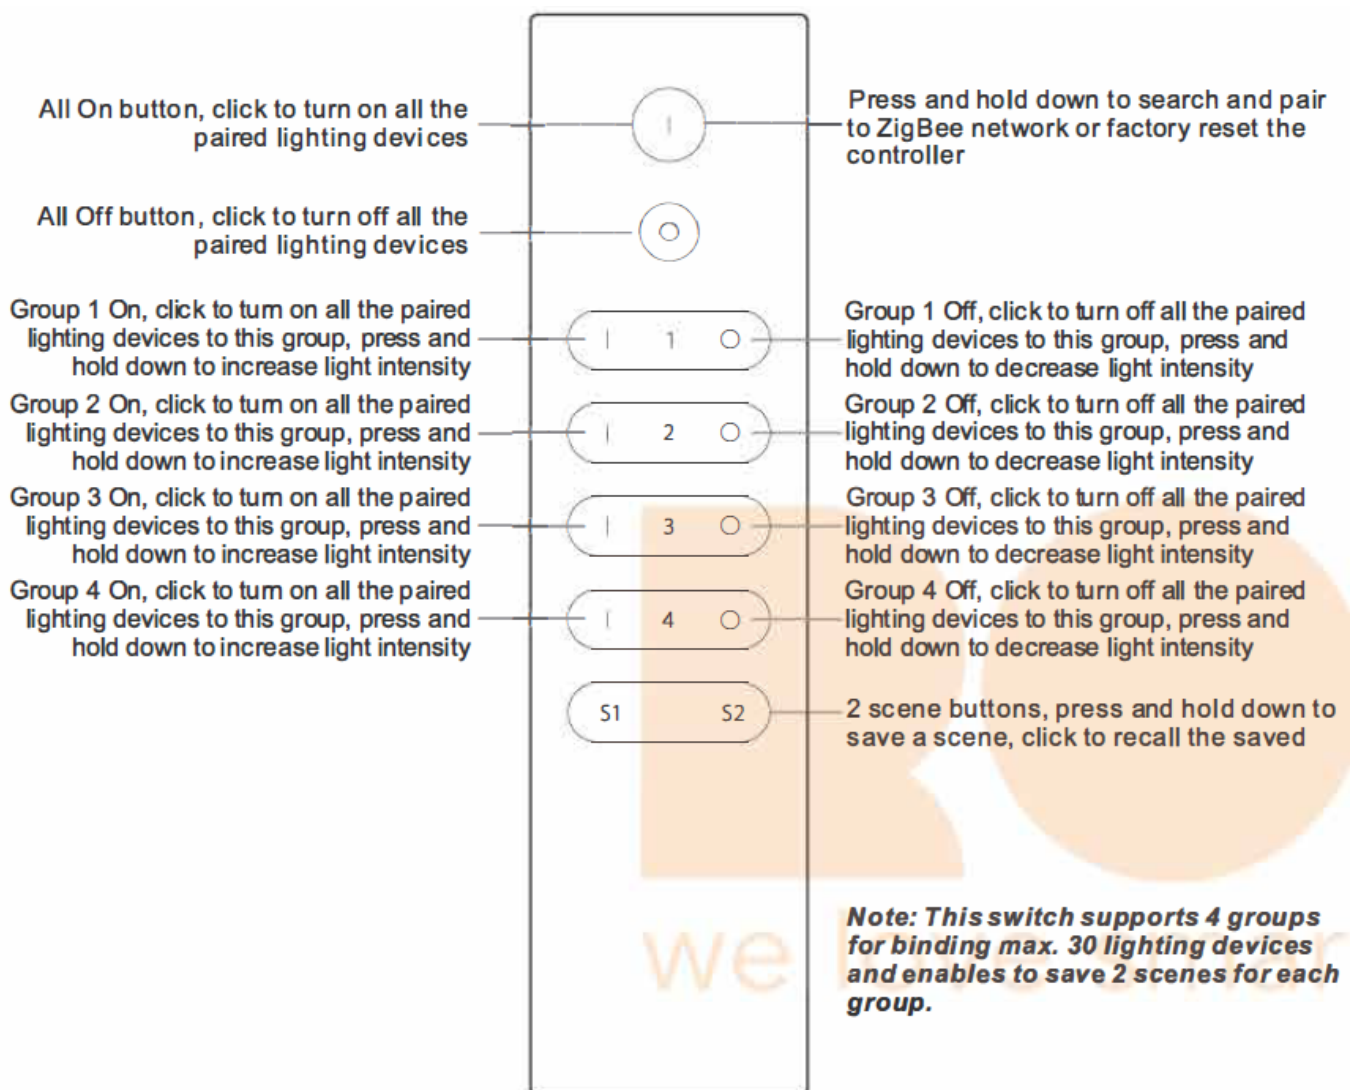 All On button, click to turn on all the
paired lighting devices
Press and hold down to search and pair
to ZigBee network or factory reset the
controller
All Off button, click to turn off all the
paired lighting devices
Group 1 On, click to turn on all the paired
lighting devices to this group, press and
hold down to increase light intensity
| 1 O
Group 1 Off, click to turn off all the paired
lighting devices to this group, press and
hold down to decrease light intensity
Group 2 On, click to turn on all the paired
lighting devices to this group, press and
hold down to increase light intensity
| 2 O
Group 2 Off, click to turn off all the paired
lighting devices to this group, press and
hold down to decrease light intensity
Group 3 On, click to turn on all the paired
lighting devices to this group, press and
hold down to increase light intensity
| 3 O
Group 3 Off, click to turn off all the paired
lighting devices to this group, press and
hold down to decrease light intensity
Group 4 On, click to turn on all the paired
lighting devices to this group, press and
hold down to increase light intensity
| 4 O
Group 4 Off, click to turn off all the paired
lighting devices to this group, press and
hold down to decrease light intensity
S1 S2
2 scene buttons, press and hold down to
save a scene, click to recall the saved
Note: This switch supports 4 groups
for binding max. 30 lighting devices
and enables to save 2 scenes for each
group.
RO
we love smar